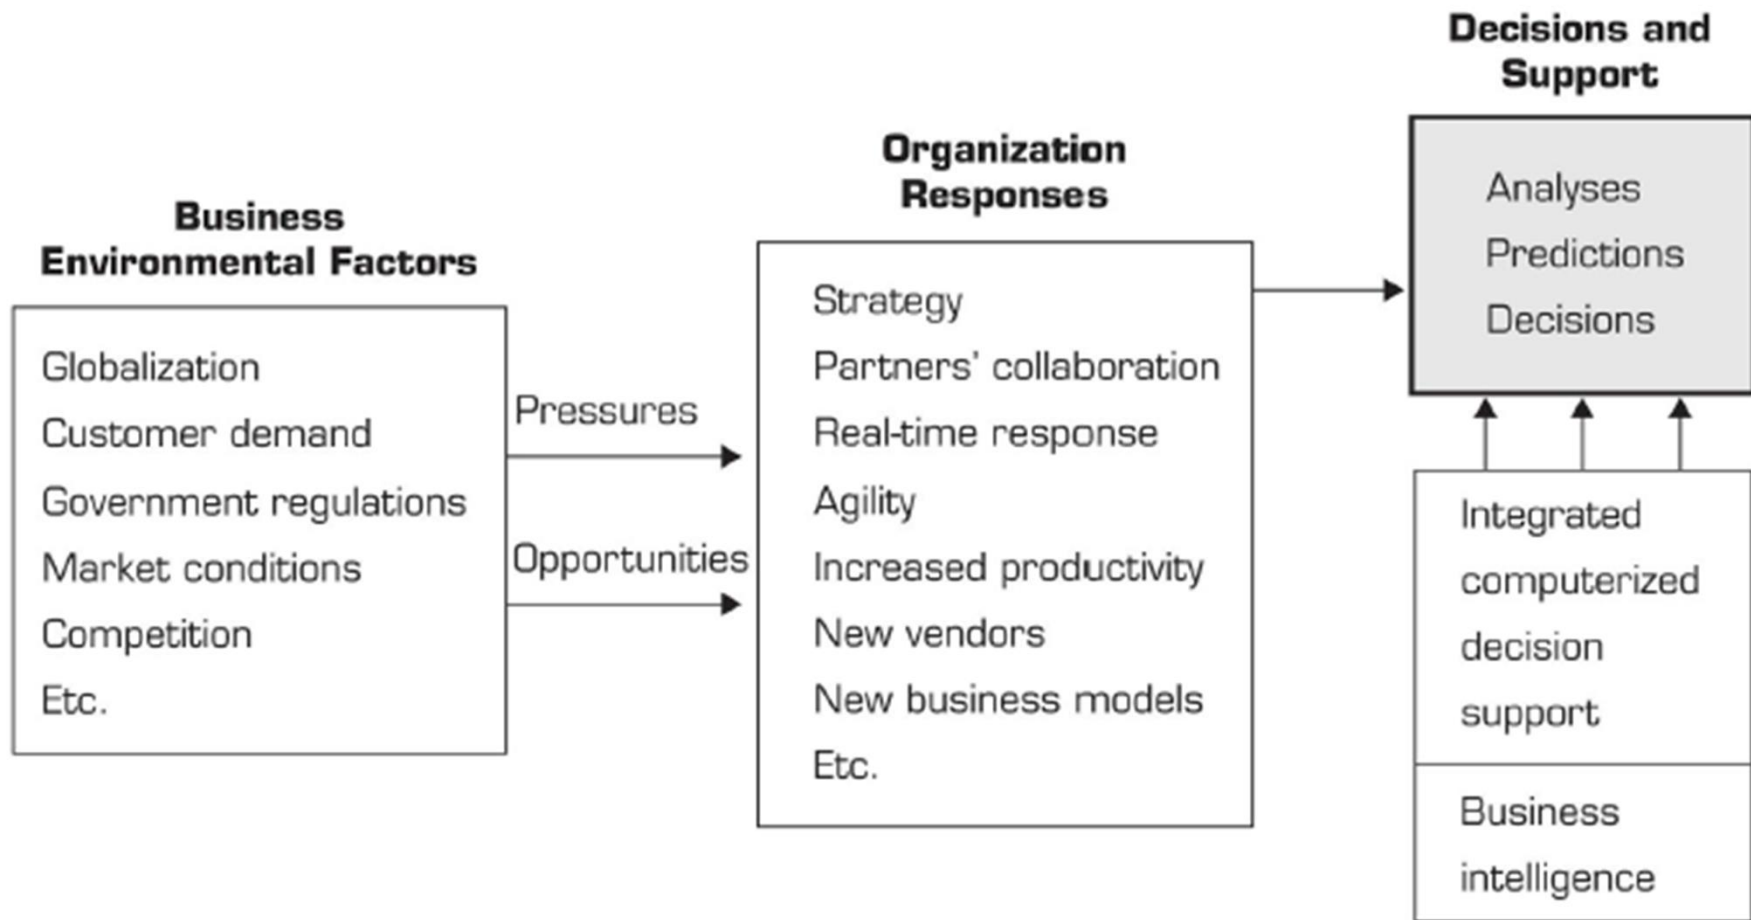 Business
Environmental Factors
Globalization
Customer demand
Government regulations
Market conditions
Competition
Etc.
Pressures
Opportunities
Organization
Responses
Strategy
Partners' collaboration
Real-time response
Agility
Increased productivity
New vendors
New business models
Etc.
Decisions and
Support
Analyses
Predictions
Decisions
Integrated
computerized
decision
support
Business
intelligence